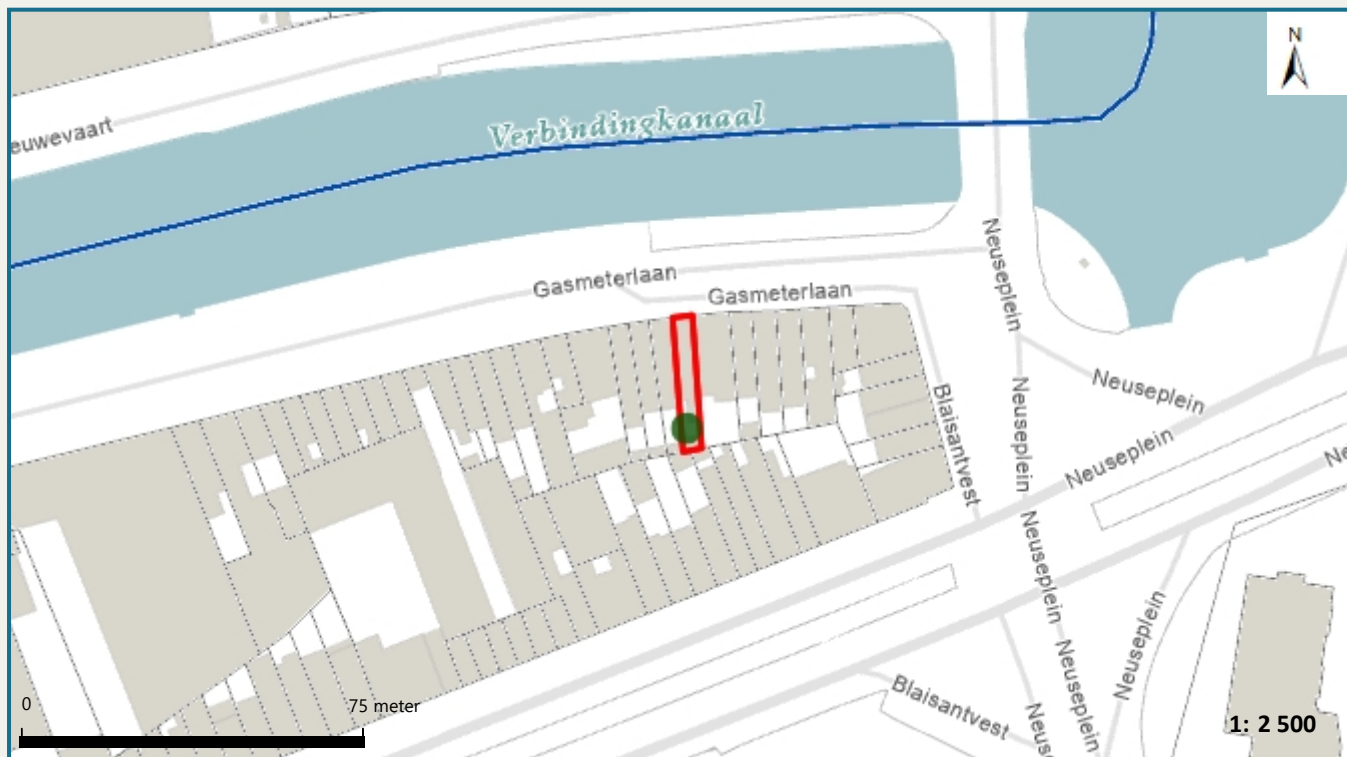 N
euwevaart
Verbindingkanaal
Gasmeterlaan
Gasmeterlaan
Neuseplein
Neuseplein
Neuseplein
Blaisantvest
Neuseplein
Neuseplein
Ne
Neuseplein
Neuseplein
Neuseplein
Blaisantvest
Neuse
0
75 meter
1: 2 500